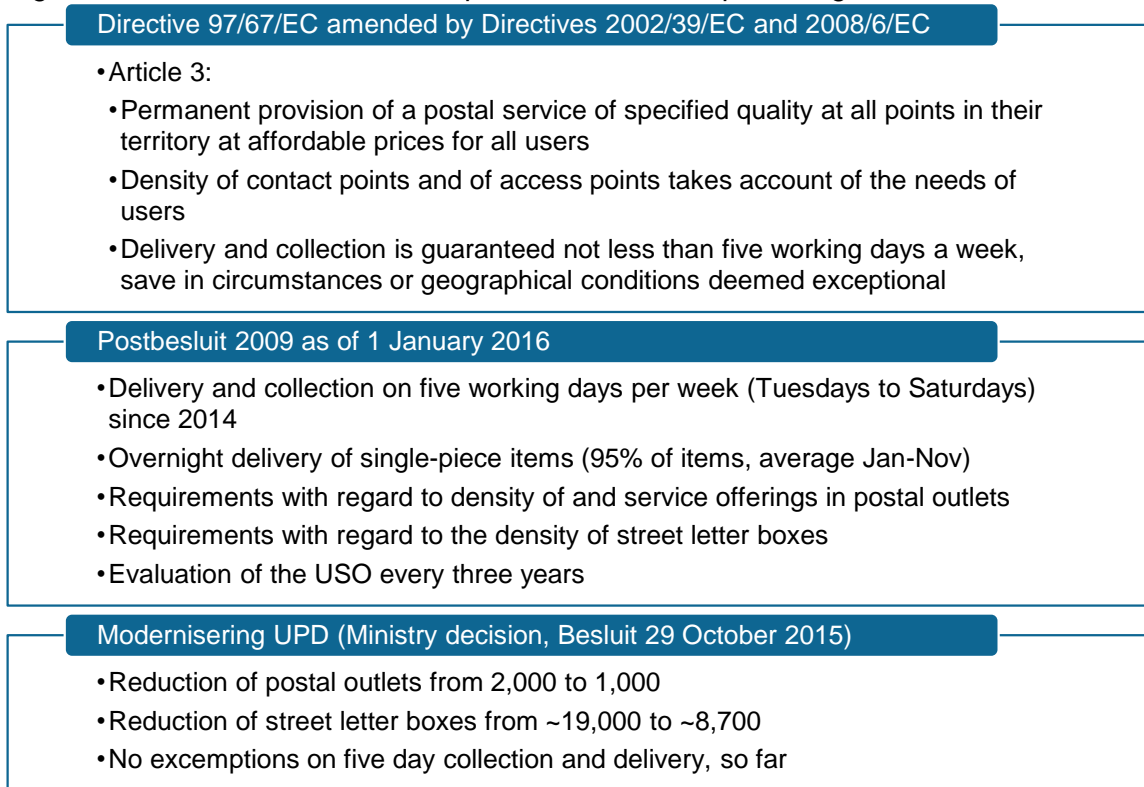 Directive 97/67/EC amended by Directives 2002/39/EC and 2008/6/EC
•Article 3:
•Permanent provision of a postal service of specified quality at all points in their
territory at affordable prices for all users
•Density of contact points and of access points takes account of the needs of
users
•Delivery and collection is guaranteed not less than five working days a week,
save in circumstances or geographical conditions deemed exceptional
Postbesluit 2009 as of 1 January 2016
•Delivery and collection on five working days per week (Tuesdays to Saturdays)
since 2014
•Overnight delivery of single-piece items (95% of items, average Jan-Nov)
•Requirements with regard to density of and service offerings in postal outlets
•Requirements with regard to the density of street letter boxes
•Evaluation of the USO every three years
Modernisering UPD (Ministry decision, Besluit 29 October 2015)
•Reduction of postal outlets from 2,000 to 1,000
•Reduction of street letter boxes from ~19,000 to ~8,700
•No excemptions on five day collection and delivery, so far